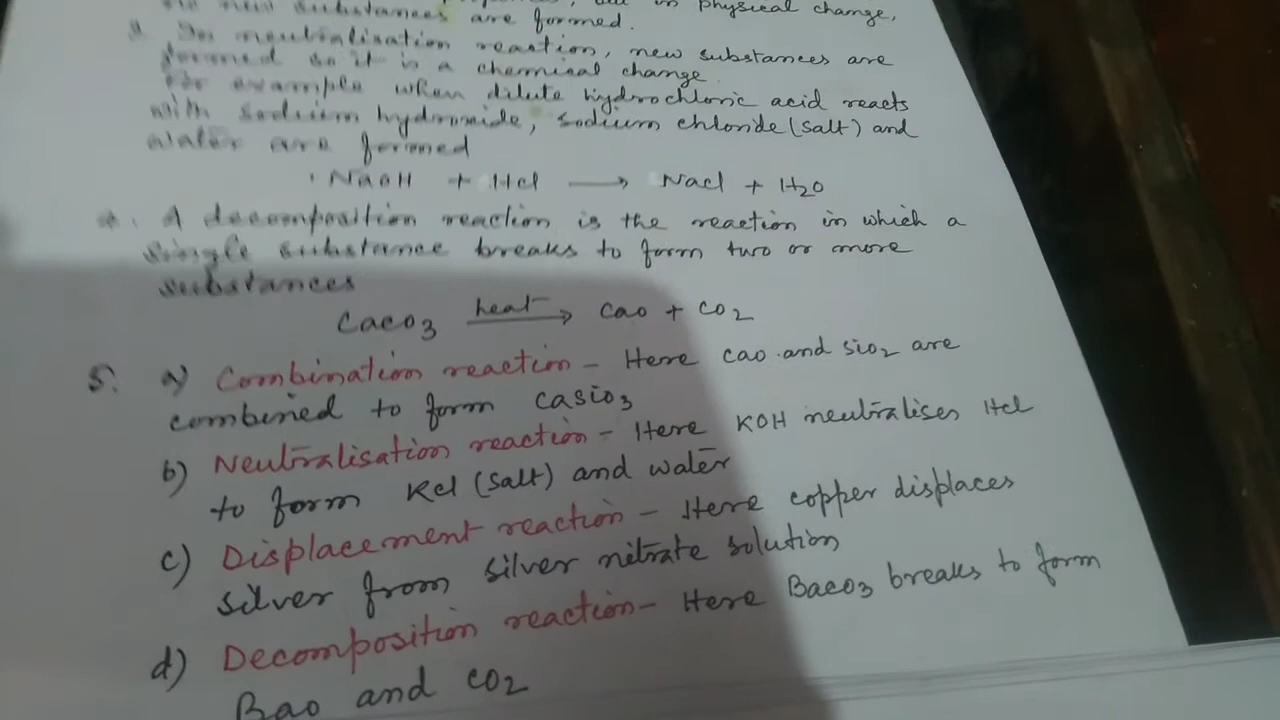 new substances are formed.
in physical change,
3. In neutralisation reaction, new substances are
formed so it is a chemical change
For example when dilute hydrochloric acid reacts
with sodium hydroxide, sodium chloride (salt) and
water are formed
NaOH + Hcl ⟶ Nacl + H₂O
4. A decomposition reaction is the reaction in which a
single substance breaks to form two or more
substances
Caco₃ heat⟶ cao + co₂
5. a) Combination reaction – Here cao and sio₂ are
combined to form casio₃
b) Neutralisation reaction – Here KOH neutralises Hcl
to form Kcl (salt) and water
c) Displacement reaction – Here copper displaces
silver from silver nitrate solution
d) Decomposition reaction – Here Baco₃ breaks to form
Bao and co₂